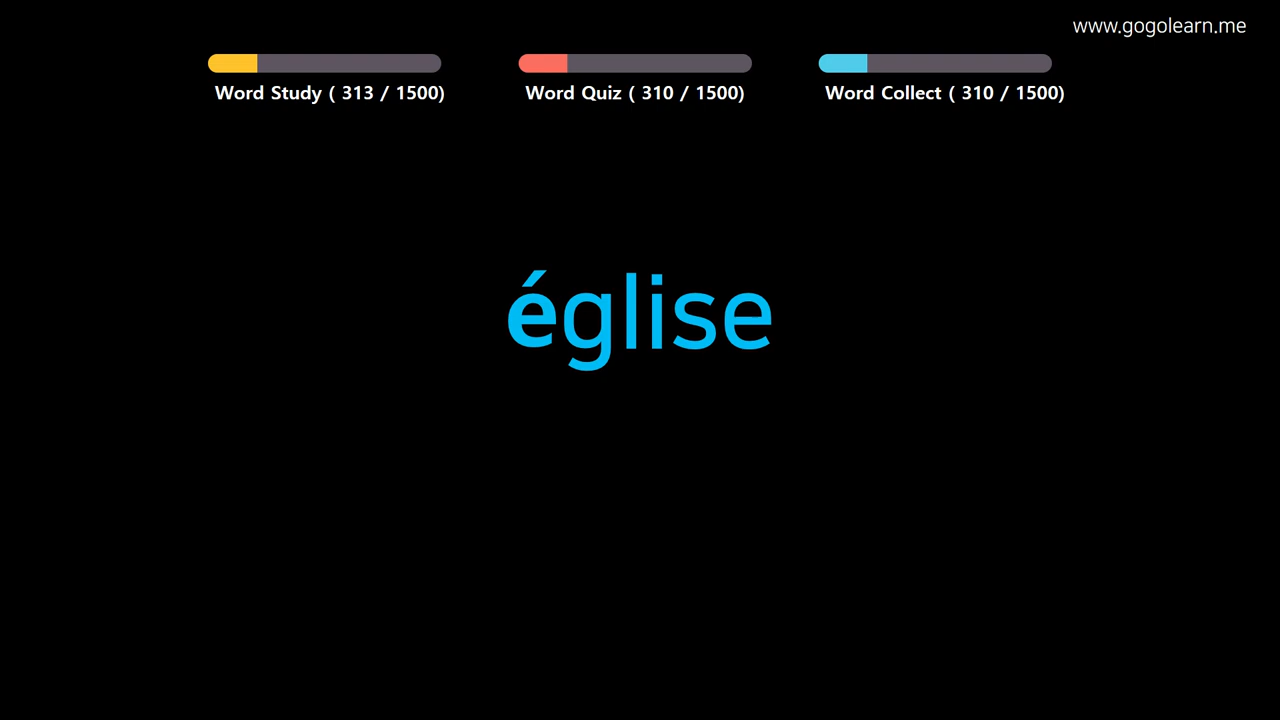 www.gogolearn.me
Word Study ( 313 / 1500)
Word Quiz ( 310 / 1500)
Word Collect ( 310 / 1500)
église